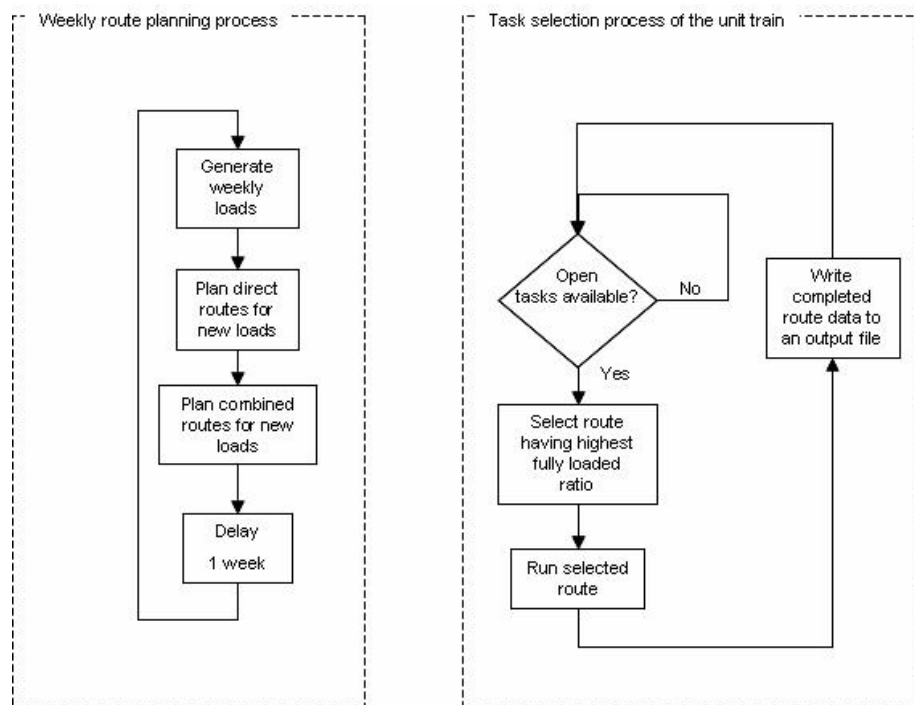 Weekly route planning process
Generate
weekly
loads
Plan direct
routes for
new loads
Plan combined
routes for new
loads
Delay
1 week
Task selection process of the unit train
Open
tasks available?
No
Yes
Select route
having highest
fully loaded
ratio
Run selected
route
Write
completed
route data to
an output file